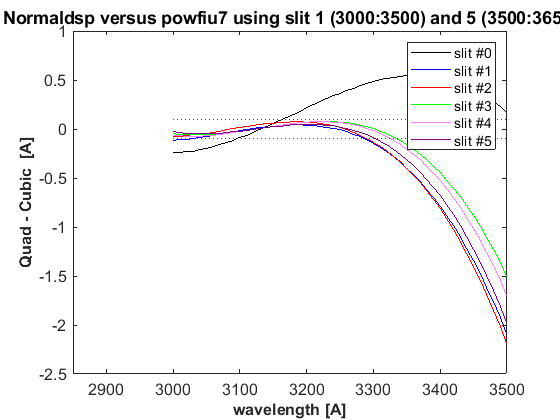 Normaldsp versus powfiu7 using slit 1 (3000:3500) and 5 (3500:365
1
slit #0
slit #1
0.5
slit #2
slit #3
slit #4
0
slit #5
-0.5
-1
-1.5
-2
-2.5
Quad - Cubic [A]
2900 3000 3100 3200 3300 3400 3500
wavelength [A]